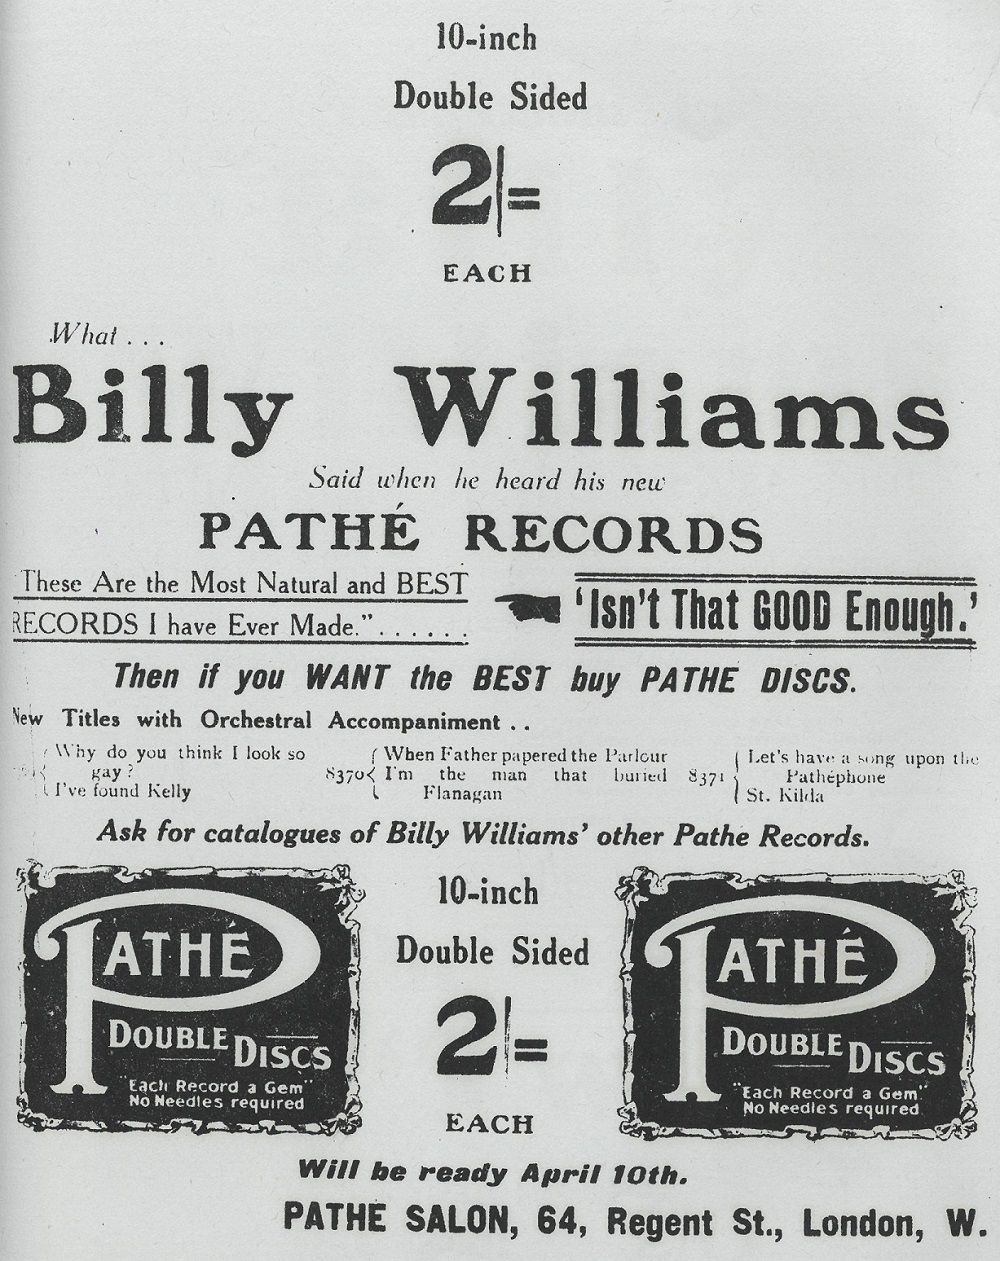 10-inch
Double Sided
2/=
EACH
What . . .
Billy Williams
Said when he heard his new
PATHÉ RECORDS
These Are the Most Natural and BEST
RECORDS I have Ever Made.” . . . . . .
‘Isn't That GOOD Enough.’
Then if you WANT the BEST buy PATHE DISCS.
New Titles with Orchestral Accompaniment . .
Why do you think I look so
gay ?
I've found Kelly
8370 When Father papered the Parlour
I'm the man that buried
Flanagan
8371 Let's have a song upon the
Pathéphone
St. Kilda
Ask for catalogues of Billy Williams’ other Pathe Records.
PATHÉ
DOUBLE DISCS
"Each Record a Gem"
No Needles required
10-inch
Double Sided
2/=
EACH
PATHÉ
DOUBLE DISCS
"Each Record a Gem"
No Needles required
Will be ready April 10th.
PATHE SALON, 64, Regent St., London, W.